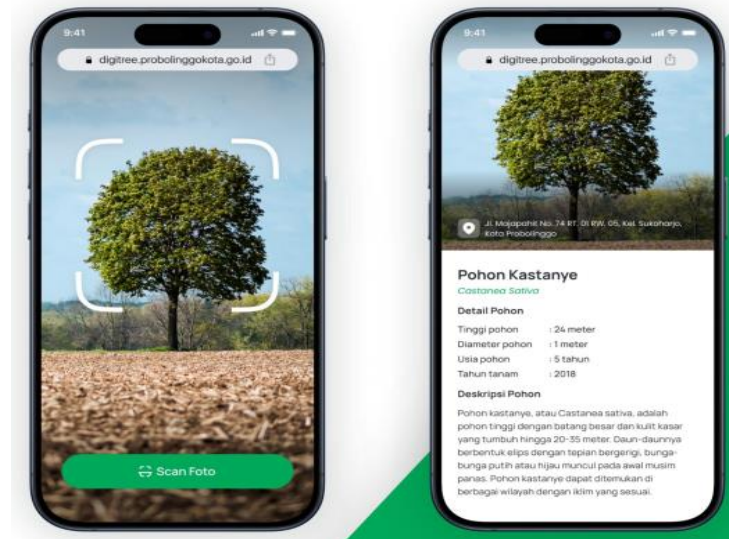 9:41
digitree.probolinggokota.go.id
Scan Foto
9:41
digitree.probolinggokota.go.id
Jl. Mojopahit No. 74 RT. 01 RW. 05, Kel. Sukoharjo,
Kota Probolinggo
Pohon Kastanye
Castanea Sativa
Detail Pohon
Tinggi pohon : 24 meter
Diameter pohon : 1 meter
Usia pohon : 5 tahun
Tahun tanam : 2018
Deskripsi Pohon
Pohon kastanye, atau Castanea sativa, adalah
pohon tinggi dengan batang besar dan kulit kasar
yang tumbuh hingga 20-35 meter. Daun-daunnya
berbentuk elips dengan tepian bergerigi, bunga-
bunga putih atau hijau muncul pada awal musim
panas. Pohon kastanye dapat ditemukan di
berbagai wilayah dengan iklim yang sesuai.